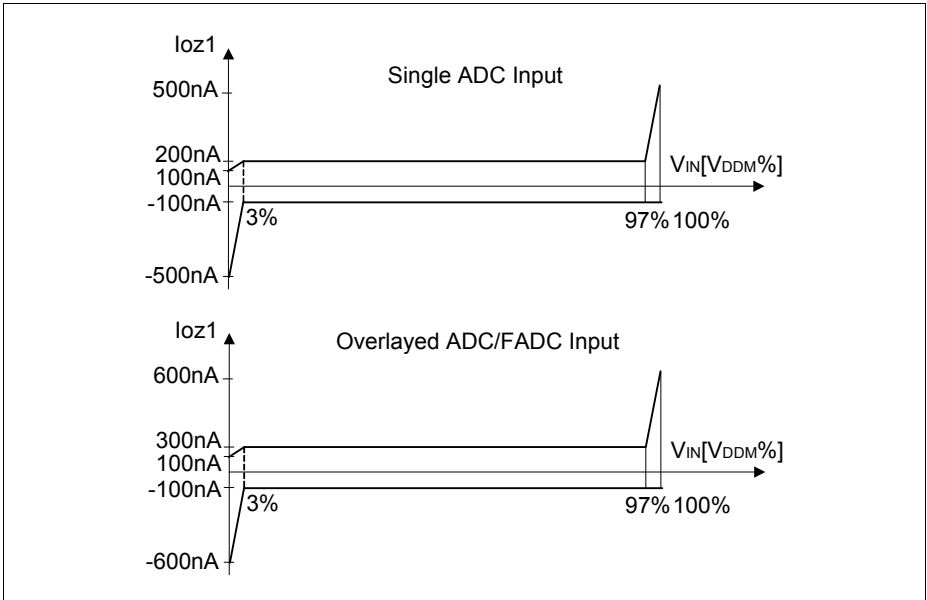 Ioz1
Single ADC Input
500nA
200nA
VIN[VDDM%]
100nA
-100nA
3%
97% 100%
-500nA
Ioz1
Overlayed ADC/FADC Input
600nA
300nA
VIN[VDDM%]
100nA
-100nA
3%
97% 100%
-600nA